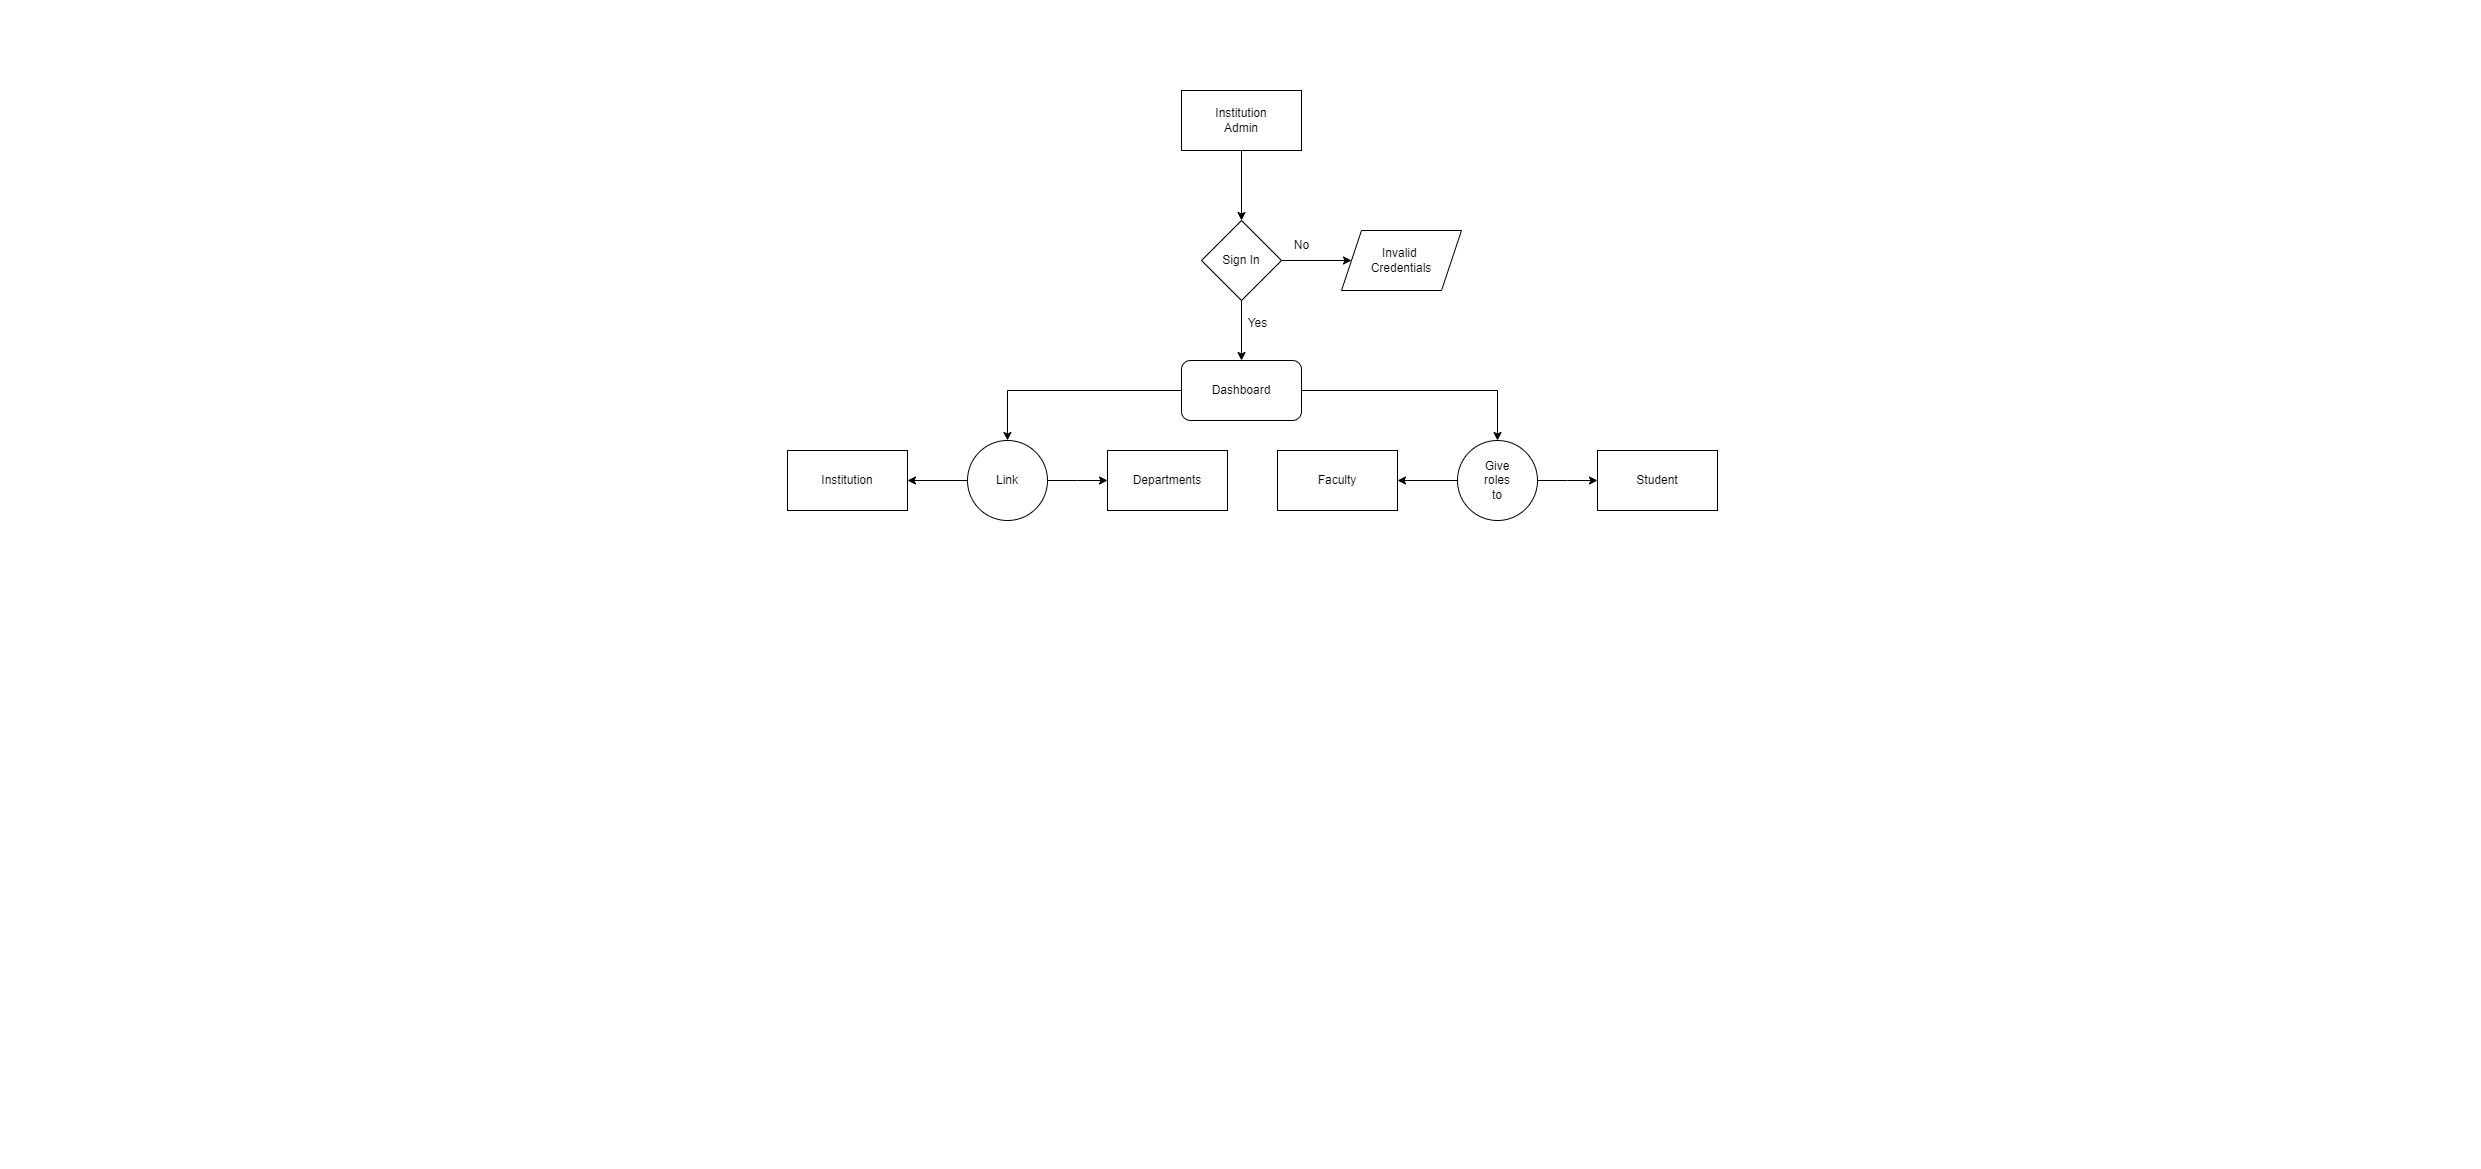 Institution
Admin
Sign In
No
Invalid
Credentials
Yes
Dashboard
Institution
Link
Departments
Faculty
Give
roles
to
Student